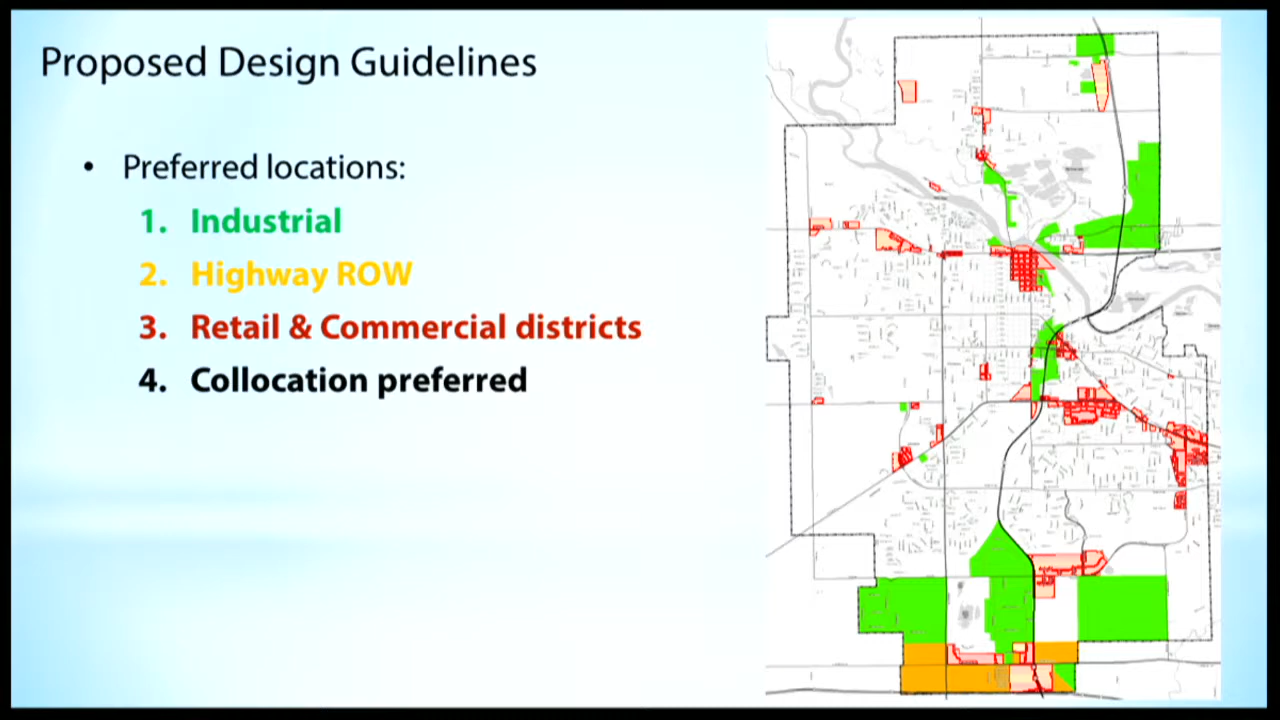 Proposed Design Guidelines
• Preferred locations:
1. Industrial
2. Highway ROW
3. Retail & Commercial districts
4. Collocation preferred